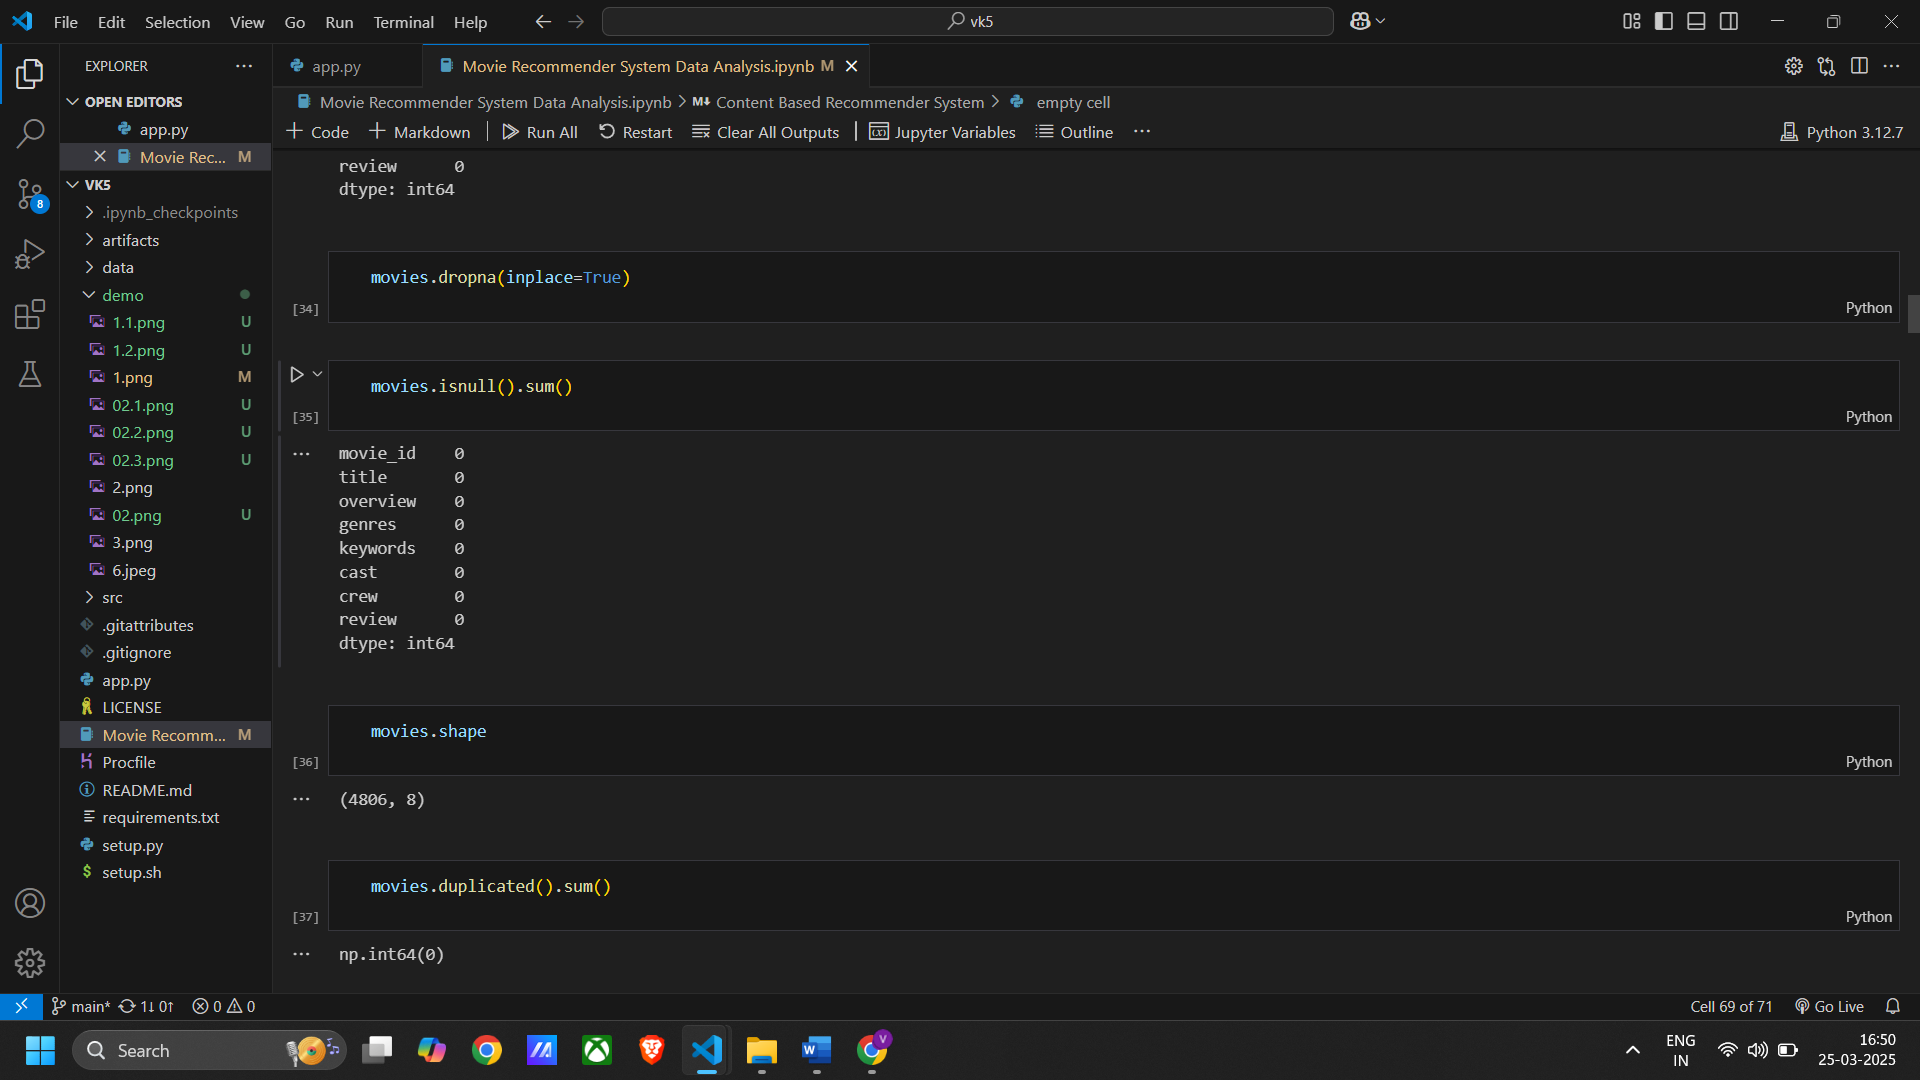 File Edit Selection View Go Run Terminal Help
vk5
EXPLORER
OPEN EDITORS
app.py
Movie Rec... M
VK5
.ipynb_checkpoints
artifacts
data
demo
1.1.png U
1.2.png U
1.png M
02.1.png U
02.2.png U
02.3.png U
2.png
02.png U
3.png
6.jpeg
src
.gitattributes
.gitignore
app.py
LICENSE
Movie Recomm... M
Procfile
README.md
requirements.txt
setup.py
setup.sh
8
app.py
Movie Recommender System Data Analysis.ipynb M
Movie Recommender System Data Analysis.ipynb > M↓ Content Based Recommender System > empty cell
+ Code + Markdown | Run All Restart Clear All Outputs | Jupyter Variables Outline ...
Python 3.12.7
review 0
dtype: int64
movies.dropna(inplace=True)
[34] Python
movies.isnull().sum()
[35] Python
movie_id 0
title 0
overview 0
genres 0
keywords 0
cast 0
crew 0
review 0
dtype: int64
movies.shape
[36] Python
(4806, 8)
movies.duplicated().sum()
[37] Python
np.int64(0)
main* 1↓ 0↑ 0 0
Cell 69 of 71 Go Live
Search
V
ENG
IN
16:50
25-03-2025